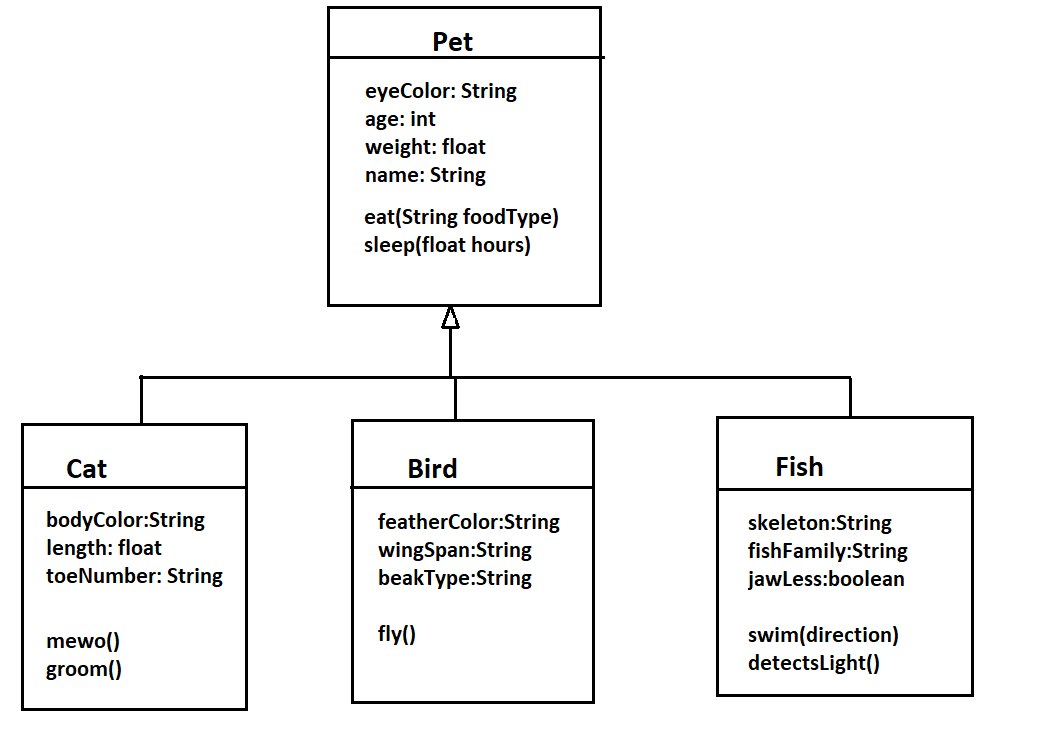 Pet
eyeColor: String
age: int
weight: float
name: String
eat(String foodType)
sleep(float hours)
Cat
bodyColor:String
length: float
toeNumber: String
mewo()
groom()
Bird
featherColor:String
wingSpan:String
beakType:String
fly()
Fish
skeleton:String
fishFamily:String
jawLess:boolean
swim(direction)
detectsLight()